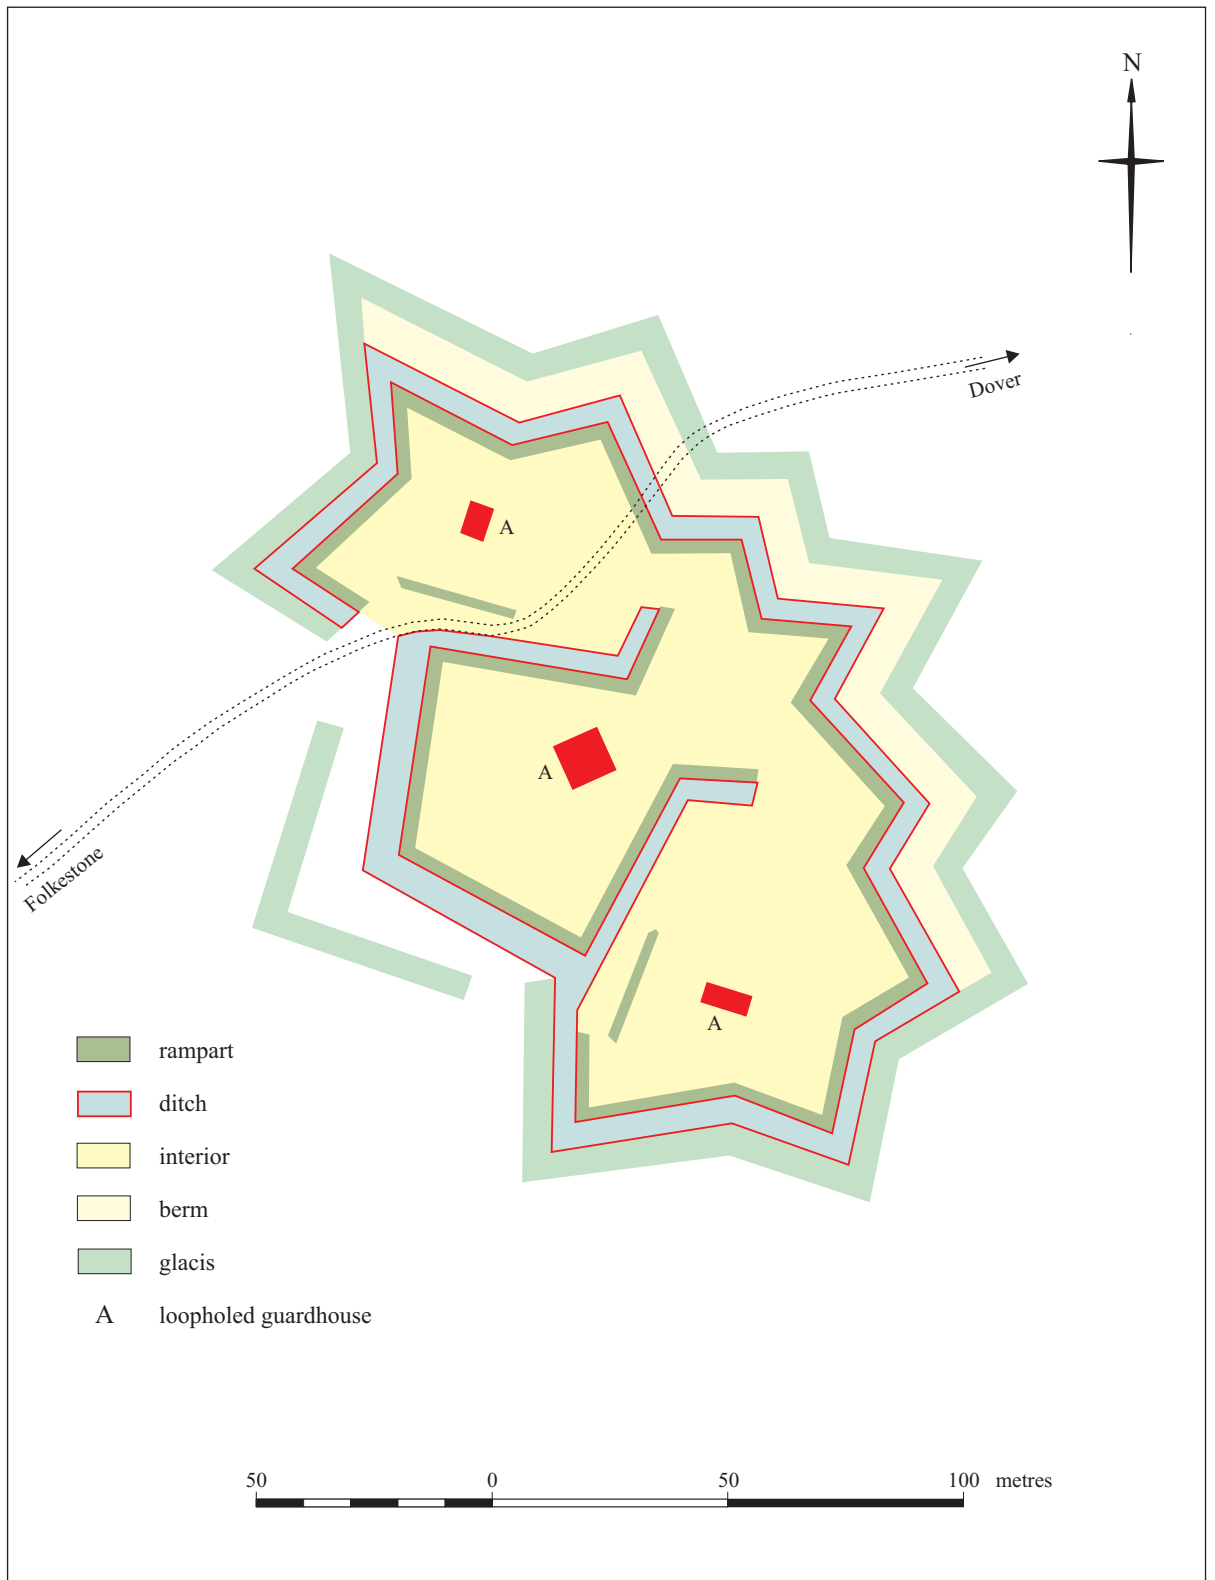 N
Dover
A
A
Folkestone
A
rampart
ditch
interior
berm
glacis
A loopholed guardhouse
50 0 50 100 metres